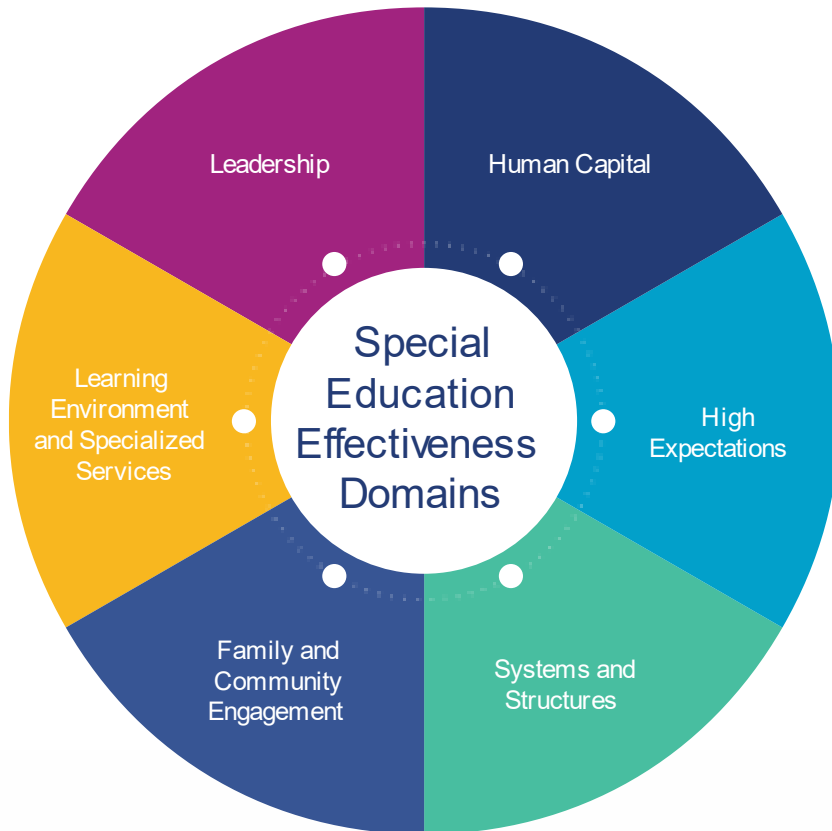 Leadership
Human Capital
Special
Education
Effectiveness
Domains
Learning
Environment
and Specialized
Services
High
Expectations
Family and
Community
Engagement
Systems and
Structures